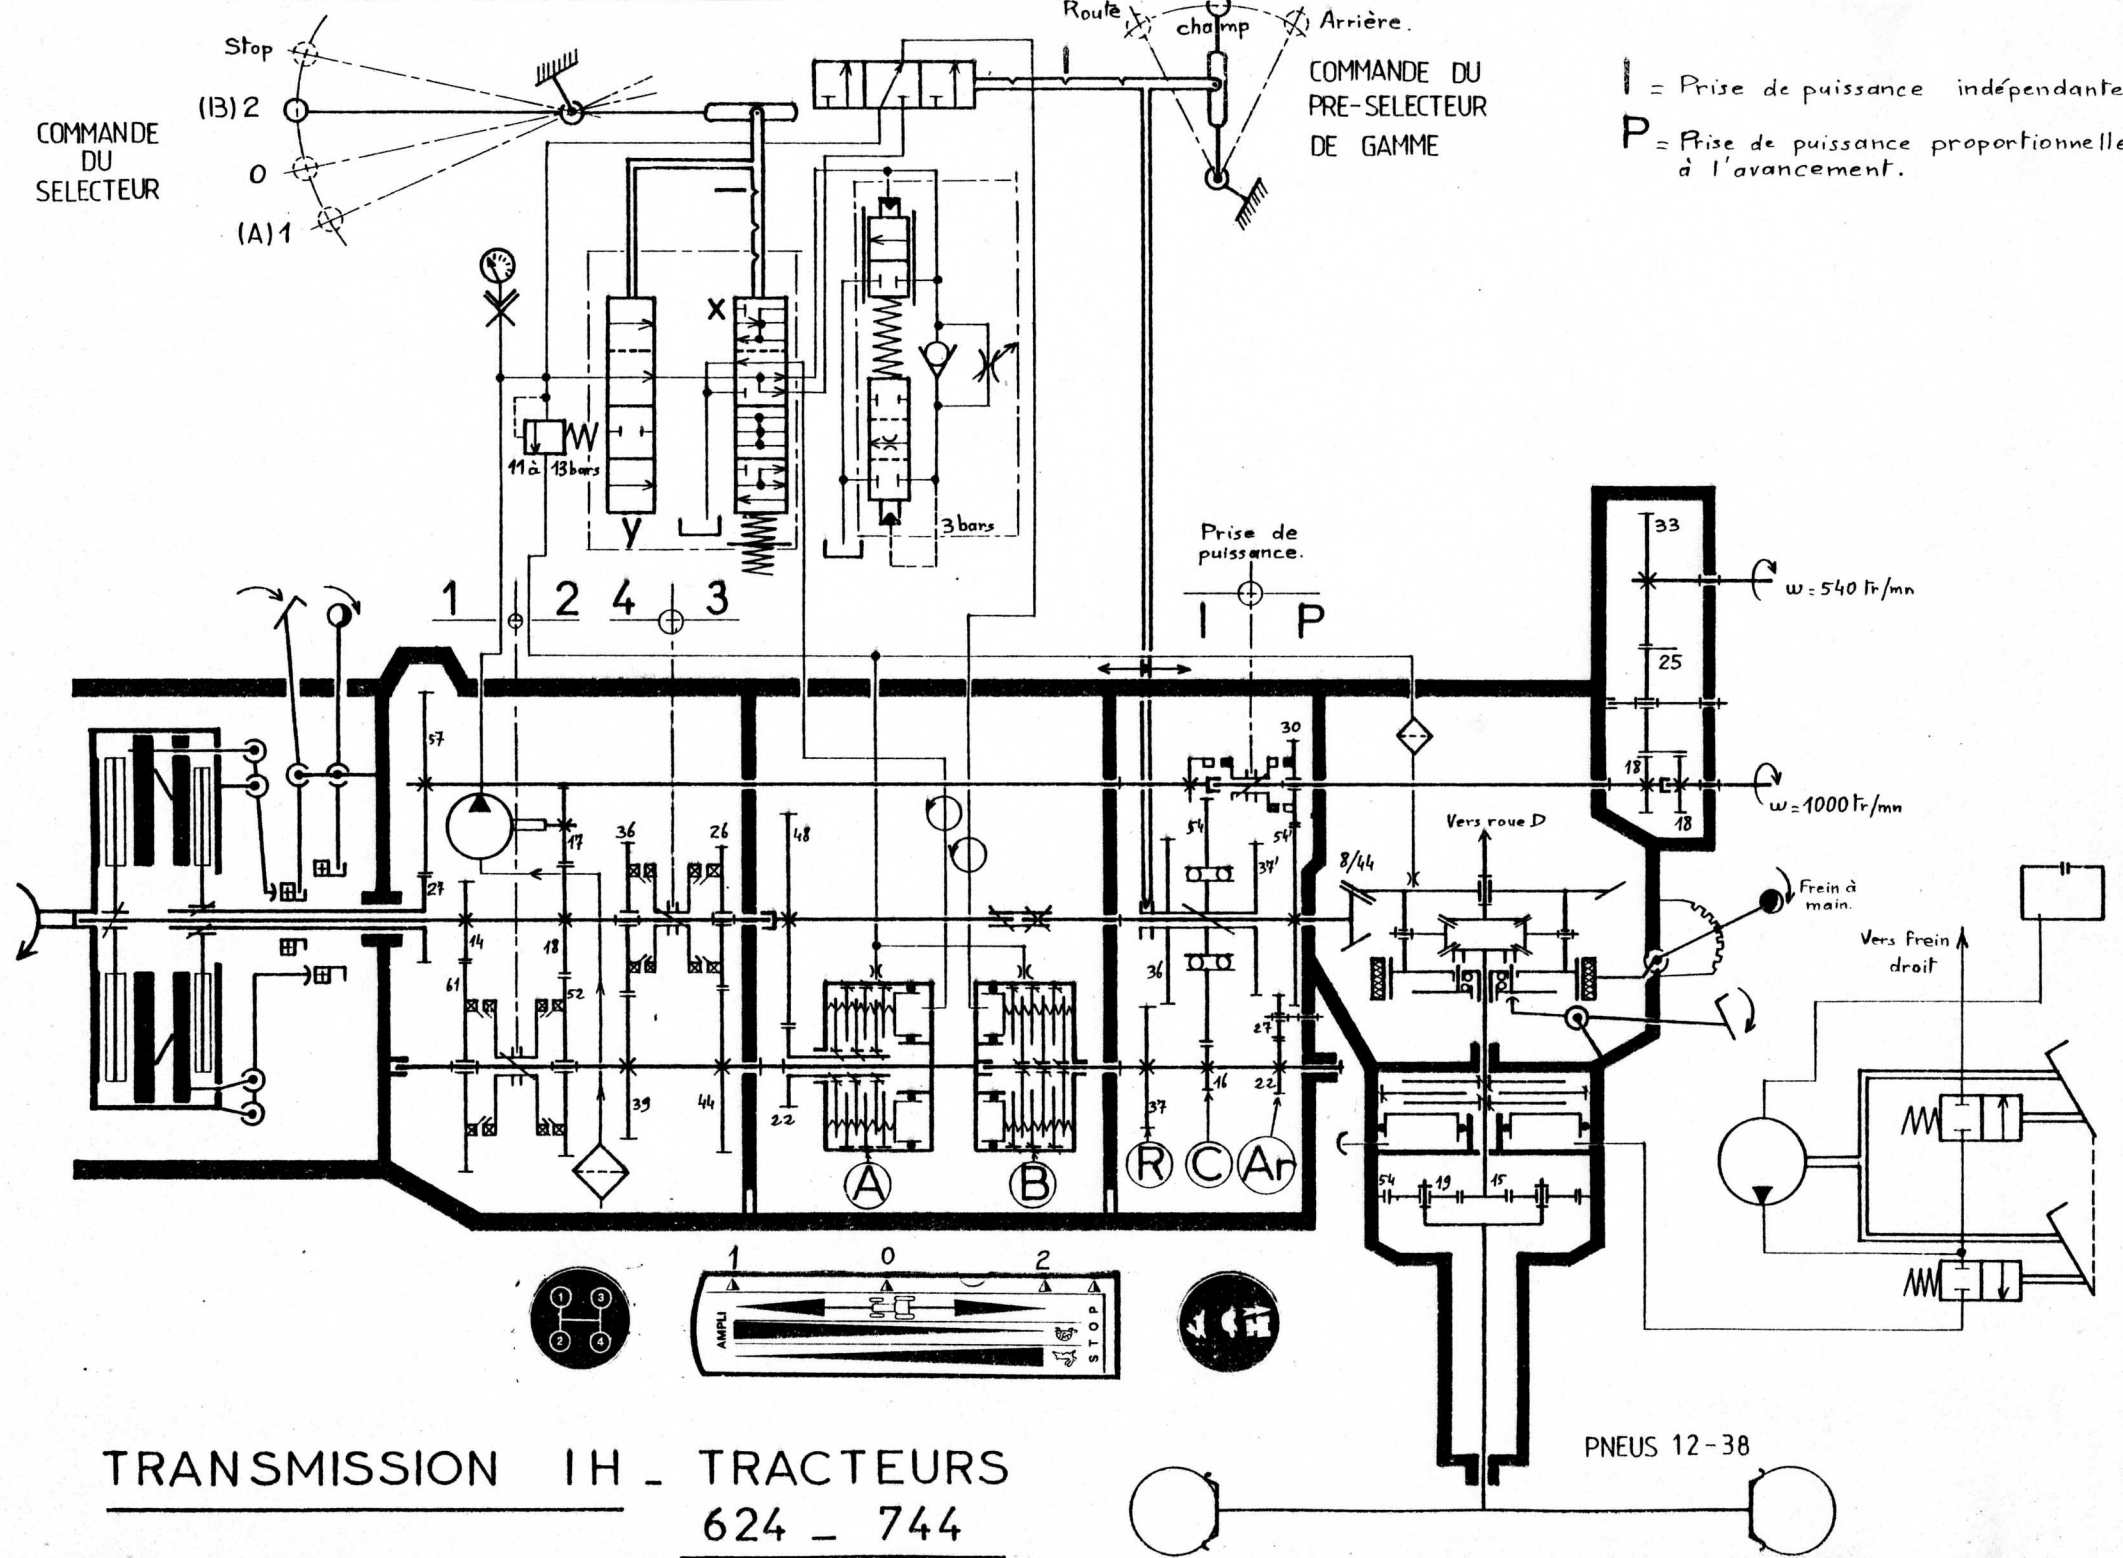 Stop
(B) 2
0
(A) 1
COMMANDE
DU
SELECTEUR
Route
champ
Arrière.
COMMANDE DU
PRE-SELECTEUR
DE GAMME
I = Prise de puissance indépendante
P = Prise de puissance proportionnelle
à l'avancement.
X
11 à 13 bars
y
3 bars
Prise de
puissance.
I P
1 2 4 3
33
ω = 540 tr/mn
25
18
ω = 1000 tr/mn
18
57
27
17
36
26
48
14
18
61
52
39
44
22
54
30
54'
37'
36
27
37
16
22
8/44
Vers roue D
Frein à
main.
Vers frein
droit
A
B
R
C
Ar
54
19
15
1 3
2 4
1 0 2
AMPLI
STOP
PNEUS 12-38
TRANSMISSION IH _ TRACTEURS
624 _ 744